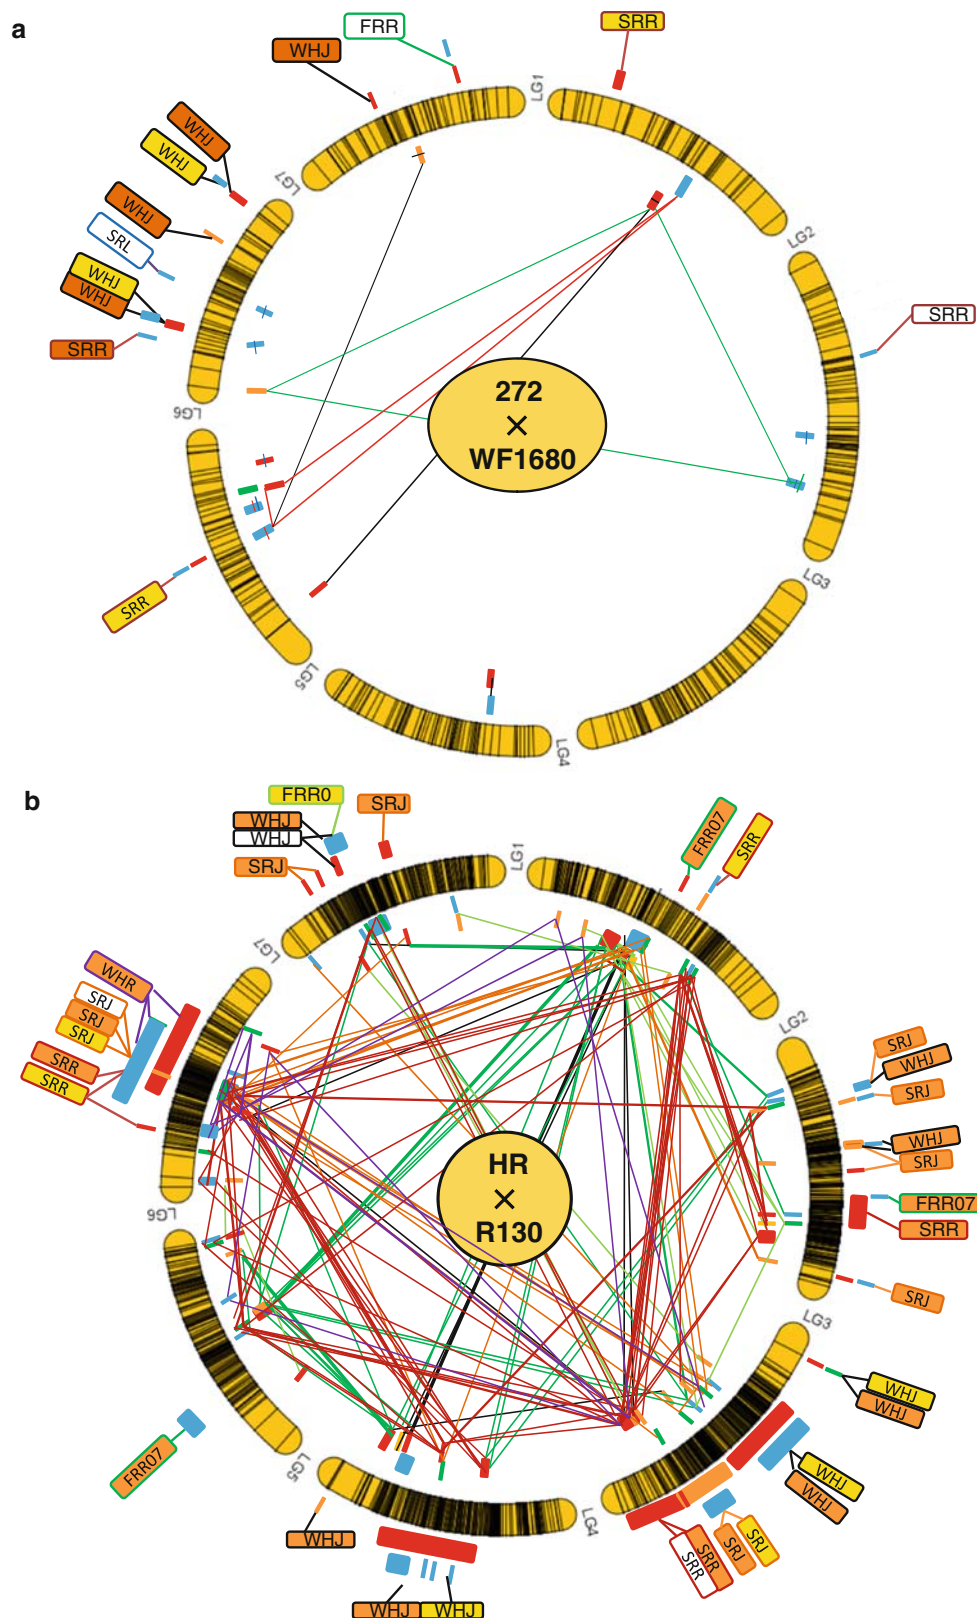 a
FRR
SRR
WHJ
LG1
WHJ
WHJ
LG7
WHJ
SRL
LG2
WHJ
WHJ
SRR
SRR
272
×
WF1680
LG6
SRR
LG3
LG5
LG4
b
FRR0
SRJ
WHJ
WHJ
SRJ
FRR07
SRR
LG1
LG7
WHR
SRJ
SRJ
SRJ
SRR
SRR
LG2
SRJ
WHJ
SRJ
WHJ
SRJ
FRR07
SRR
HR
×
R130
LG6
SRJ
LG3
WHJ
WHJ
FRR07
LG5
WHJ
WHJ
LG4
WHJ
SRJ
SRJ
SRR
SRR
WHJ
WHJ